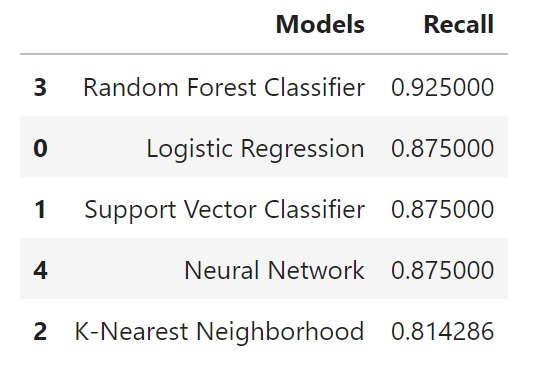 Models Recall
3 Random Forest Classifier 0.925000
0 Logistic Regression 0.875000
1 Support Vector Classifier 0.875000
4 Neural Network 0.875000
2 K-Nearest Neighborhood 0.814286